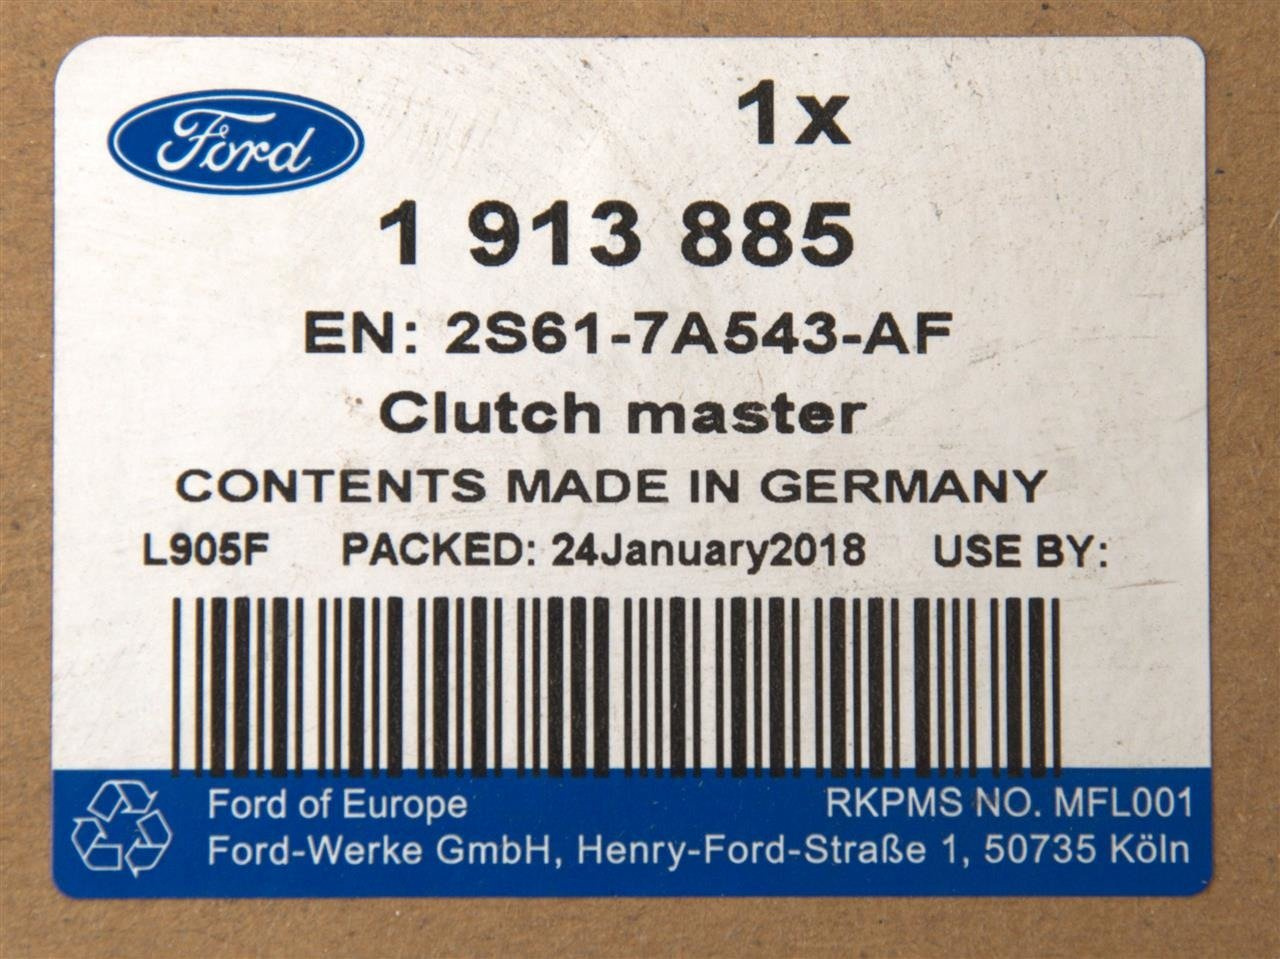 Ford
1x
1 913 885
EN: 2S61-7A543-AF
Clutch master
CONTENTS MADE IN GERMANY
L905F PACKED: 24January2018 USE BY:
Ford of Europe RKPMS NO. MFL001
Ford-Werke GmbH, Henry-Ford-Straße 1, 50735 Köln